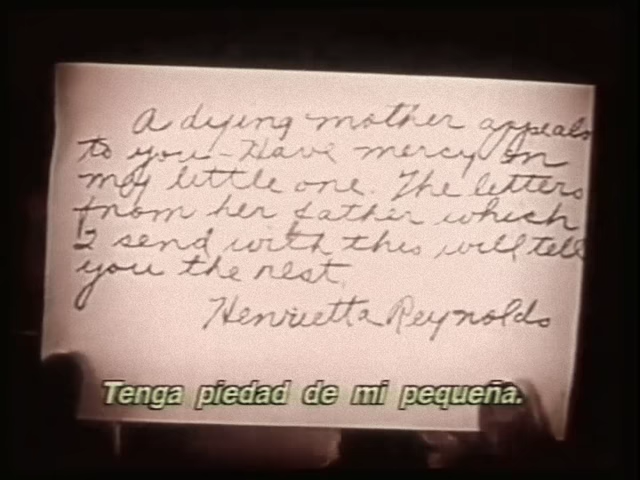 A dying mother appeals
to you - Have mercy on
my little one. The letters
from her father which
I send with this will tell
you the rest.
Henrietta Reynolds
Tenga piedad de mi pequeña.